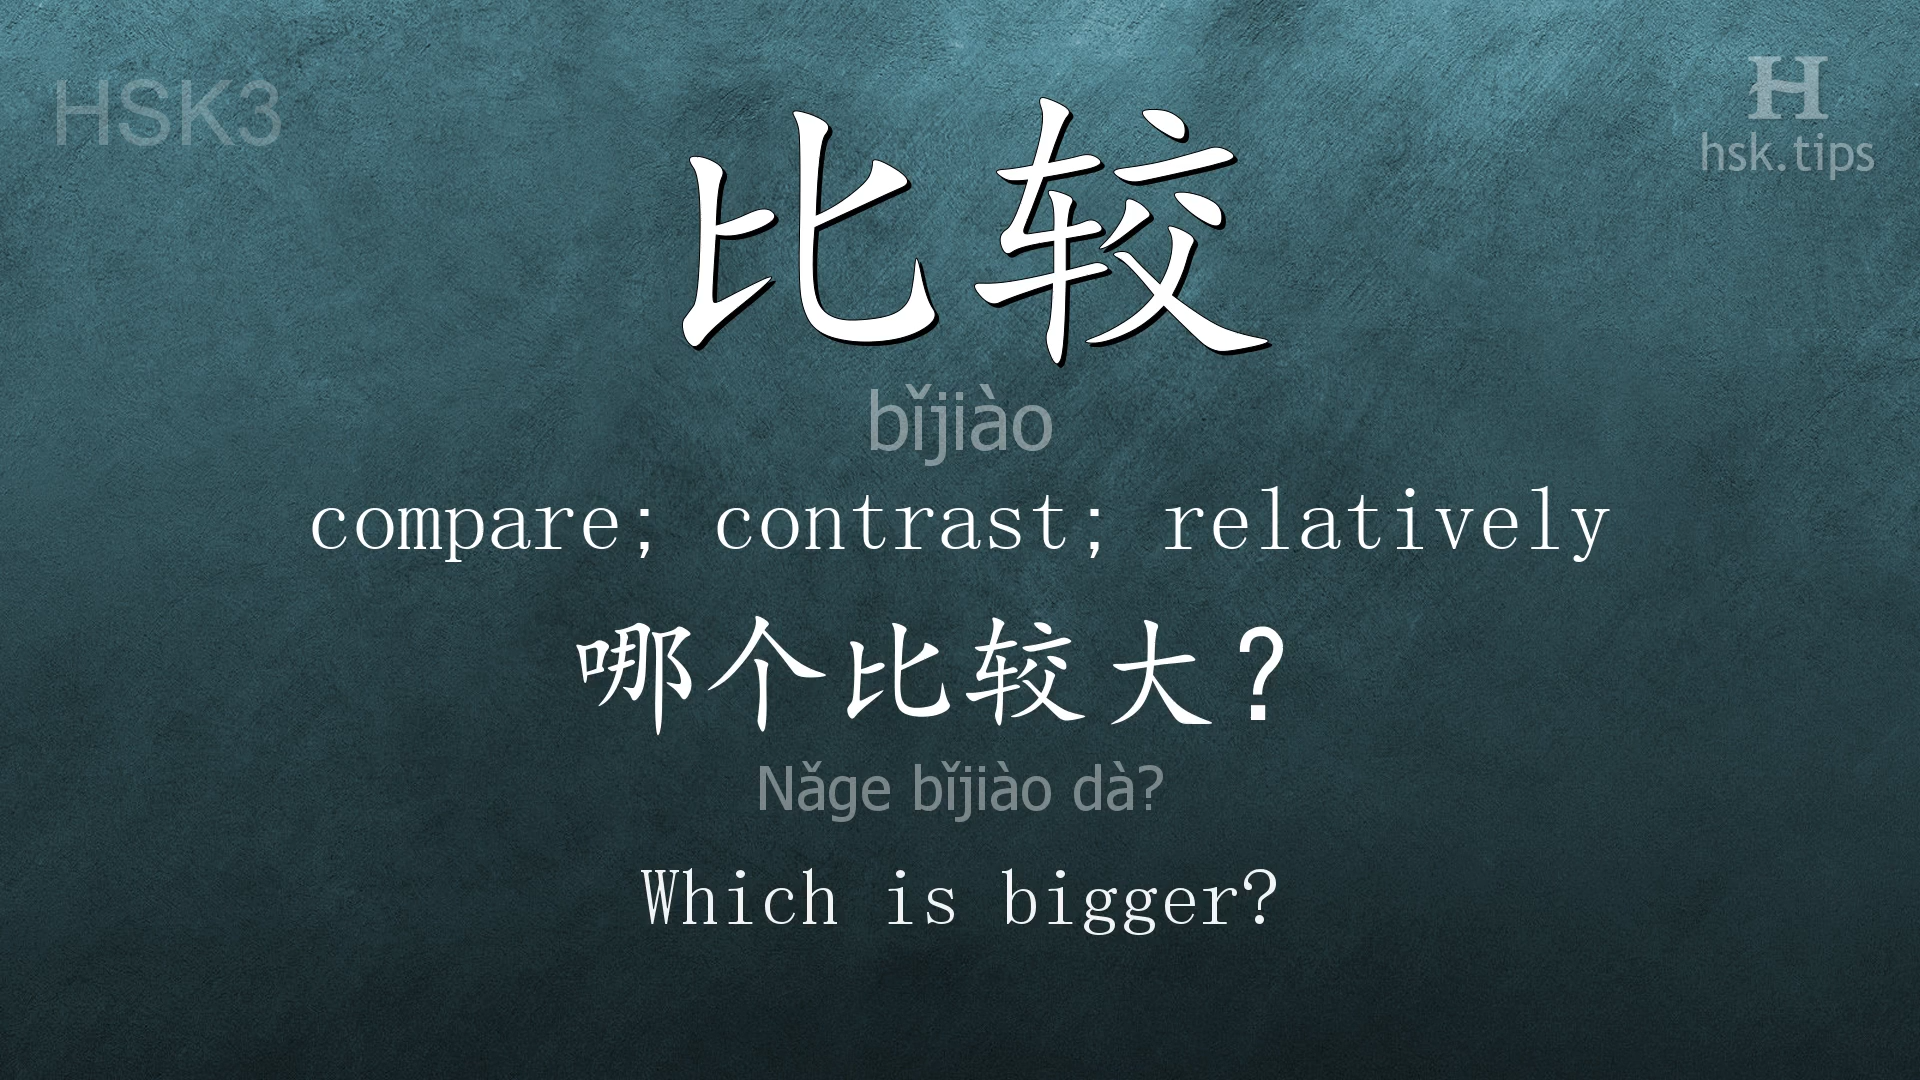 HSK3
H
hsk.tips
比较
bǐjiào
compare; contrast; relatively
哪个比较大?
Nǎge bǐjiào dà?
Which is bigger?